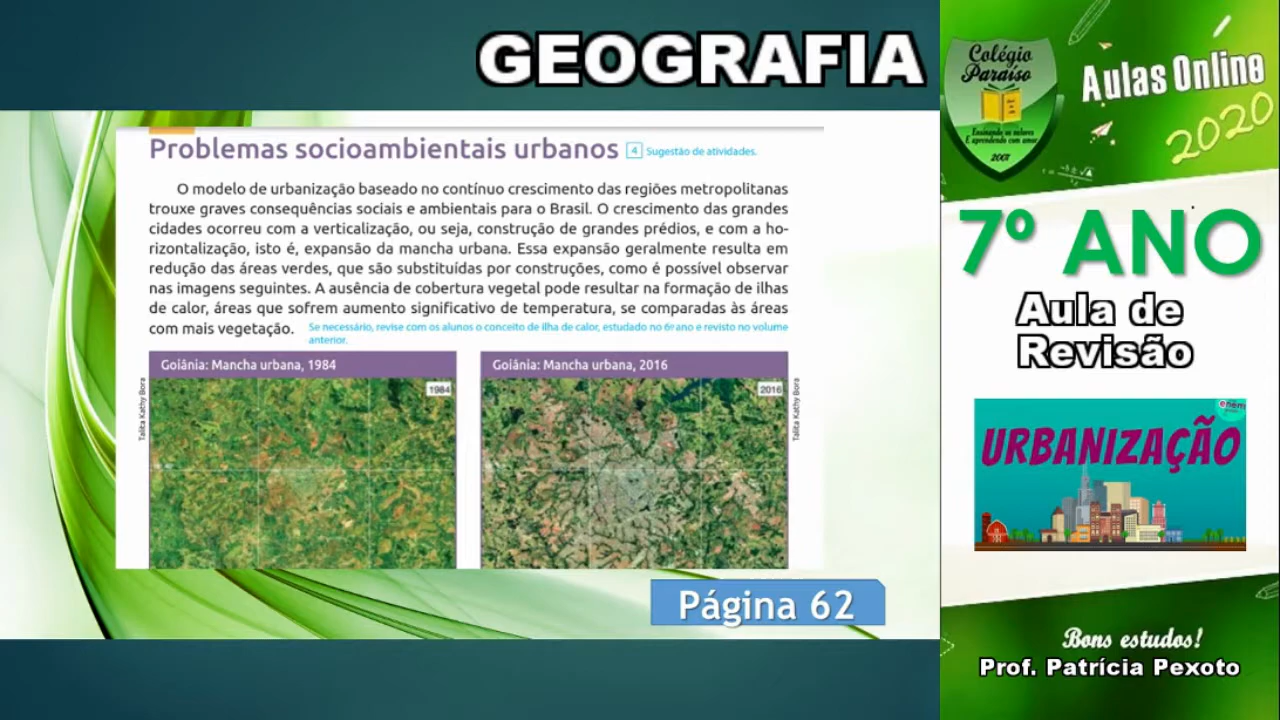 GEOGRAFIA
Problemas socioambientais urbanos 4 Sugestão de atividades.
O modelo de urbanização baseado no contínuo crescimento das regiões metropolitanas
trouxe graves consequências sociais e ambientais para o Brasil. O crescimento das grandes
cidades ocorreu com a verticalização, ou seja, construção de grandes prédios, e com a ho-
rizontalização, isto é, expansão da mancha urbana. Essa expansão geralmente resulta em
redução das áreas verdes, que são substituídas por construções, como é possível observar
nas imagens seguintes. A ausência de cobertura vegetal pode resultar na formação de ilhas
de calor, áreas que sofrem aumento significativo de temperatura, se comparadas às áreas
com mais vegetação. Se necessário, revise com os alunos o conceito de ilha de calor, estudado no 6º ano e revisto no volume
anterior.
Goiânia: Mancha urbana, 1984
1984
Talita Kathy Bora
Goiânia: Mancha urbana, 2016
2016
Talita Kathy Bora
Página 62
Colégio
Paraíso
Ensinando os valores
E aprendendo com amor
2007
Aulas Online
2020
7º ANO
Aula de
Revisão
enem
URBANIZAÇÃO
Bons estudos!
Prof. Patrícia Pexoto